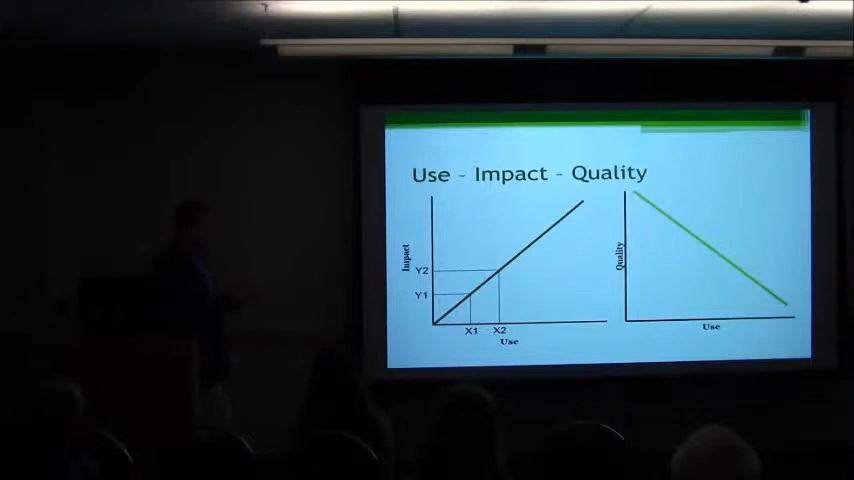 Use - Impact - Quality
Impact
Y2
Y1
X1
X2
Use
Quality
Use